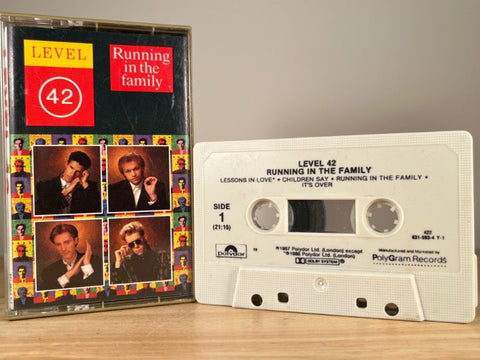 LEVEL
42
Running
in the
family
LEVEL 42
RUNNING IN THE FAMILY
LESSONS IN LOVE* • CHILDREN SAY • RUNNING IN THE FAMILY •
IT'S OVER
SIDE
1
(21:15)
polydor
℗1987 Polydor Ltd. (London) except
*℗1986 Polydor Ltd. (London)
DOLBY SYSTEM
Manufactured and Marketed by
PolyGram Records